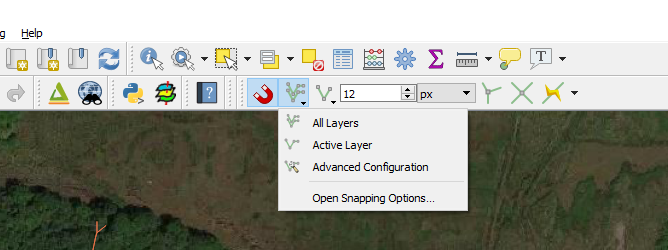 g Help
12 px
All Layers
Active Layer
Advanced Configuration
Open Snapping Options...